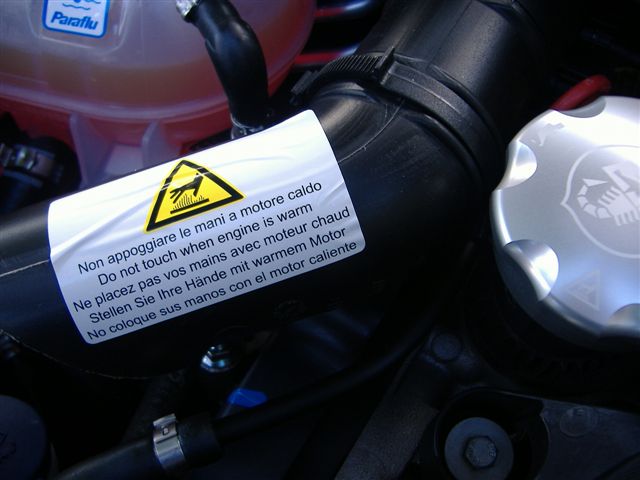 Paraflu
Non appoggiare le mani a motore caldo
Do not touch when engine is warm
Ne placez pas vos mains avec moteur chaud
Stellen Sie Ihre Hände mit warmem Motor
No coloque sus manos con el motor caliente